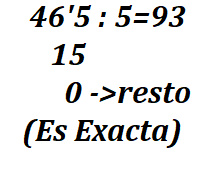 46'5 : 5=93
15
0 ->resto
(Es Exacta)